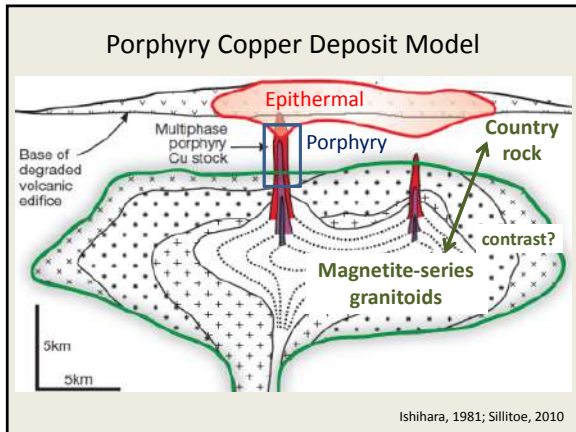 Porphyry Copper Deposit Model
Epithermal
Multiphase
porphyry
Cu stock
Porphyry
Country
rock
Base of
degraded
volcanic
edifice
contrast?
Magnetite-series
granitoids
5km
5km
Ishihara, 1981; Sillitoe, 2010